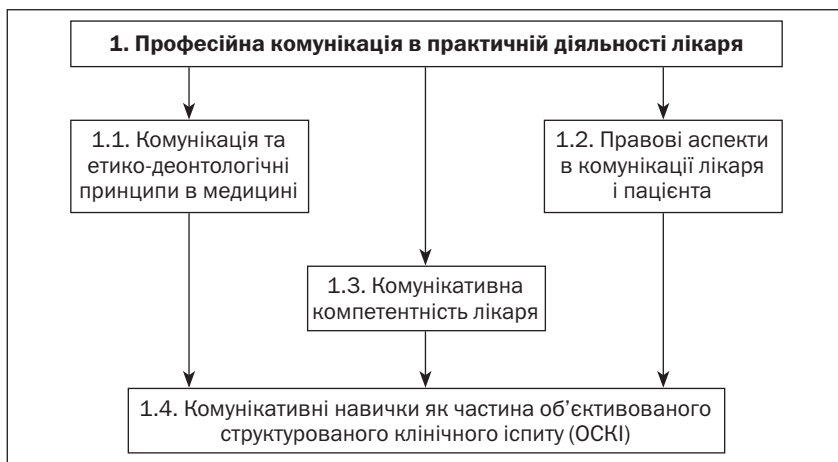 1. Професійна комунікація в практичній діяльності лікаря
1.1. Комунікація та
етико-деонтологічні
принципи в медицині
1.2. Правові аспекти
в комунікації лікаря
і пацієнта
1.3. Комунікативна
компетентність лікаря
1.4. Комунікативні навички як частина об’єктивованого
структурованого клінічного іспиту (ОСКІ)